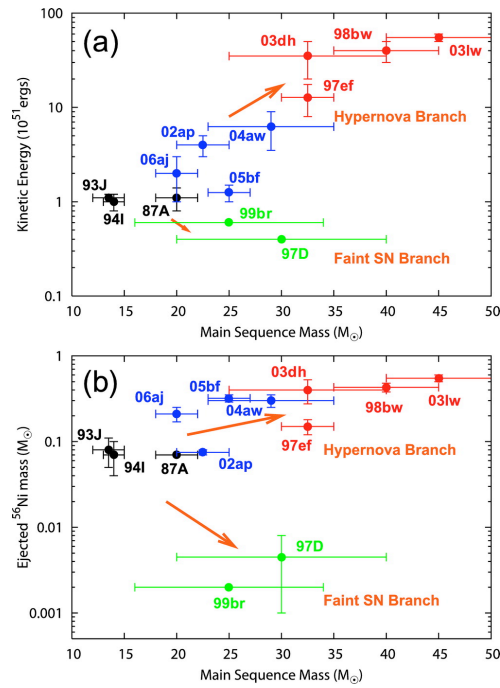 (a)
Kinetic Energy (10^51 ergs)
100
10
1
0.1
03dh
98bw
03lw
97ef
Hypernova Branch
02ap
04aw
06aj
93J
94I
87A
05bf
99br
97D
Faint SN Branch
10 15 20 25 30 35 40 45 50
Main Sequence Mass (M⊙)
(b)
Ejected ^56Ni mass (M⊙)
1
0.1
0.01
0.001
05bf
03dh
06aj
04aw
98bw
03lw
93J
97ef
94I
87A
02ap
Hypernova Branch
97D
99br
Faint SN Branch
10 15 20 25 30 35 40 45 50
Main Sequence Mass (M⊙)